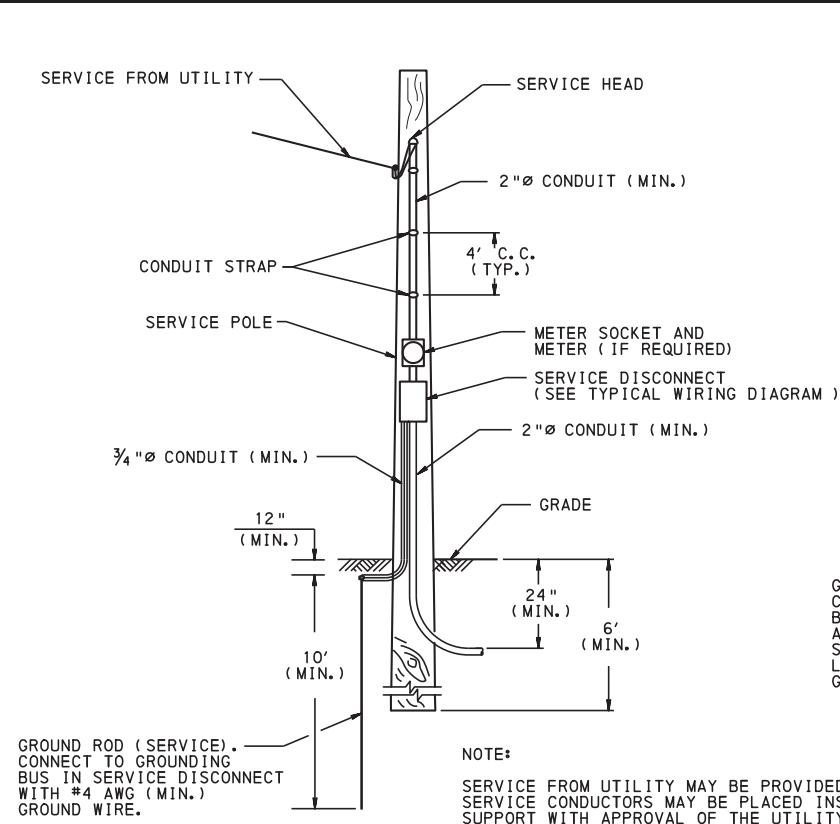 SERVICE FROM UTILITY
SERVICE HEAD
2"Ø CONDUIT (MIN.)
4' C.C.
(TYP.)
CONDUIT STRAP
SERVICE POLE
METER SOCKET AND
METER (IF REQUIRED)
SERVICE DISCONNECT
(SEE TYPICAL WIRING DIAGRAM )
2"Ø CONDUIT (MIN.)
¾"Ø CONDUIT (MIN.)
GRADE
12"
(MIN.)
24"
(MIN.)
6'
(MIN.)
10'
(MIN.)
G
C
B
A
S
L
G
GROUND ROD (SERVICE).
CONNECT TO GROUNDING
BUS IN SERVICE DISCONNECT
WITH #4 AWG (MIN.)
GROUND WIRE.
NOTE:
SERVICE FROM UTILITY MAY BE PROVIDED
SERVICE CONDUCTORS MAY BE PLACED INS
SUPPORT WITH APPROVAL OF THE UTILITY